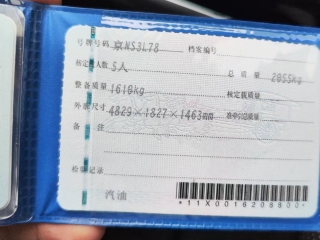 号牌号码 京NS3L78 档案编号
核定载人数 5人 总质量 2055kg
整备质量 1610kg 核定载质量
外廓尺寸 4829×1827×1463mm 准牵引总质量
备注
检验记录
汽油
*11X0016208800*